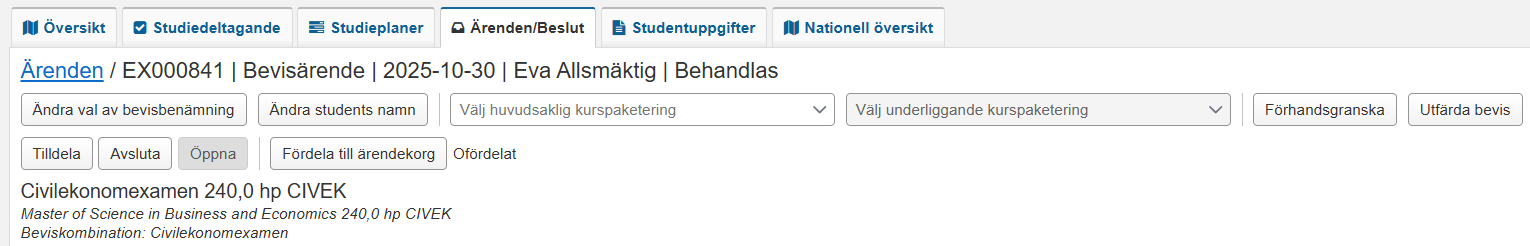 Översikt Studiedeltagande Studieplaner Ärenden/Beslut Studentuppgifter Nationell översikt
Ärenden / EX000841 | Bevisärende | 2025-10-30 | Eva Allsmäktig | Behandlas
Ändra val av bevisbenämning Ändra students namn Välj huvudsaklig kurspaketering Välj underliggande kurspaketering Förhandsgranska Utfärda bevis
Tilldela Avsluta Öppna Fördela till ärendekorg Ofördelat
Civilekonomexamen 240,0 hp CIVEK
Master of Science in Business and Economics 240,0 hp CIVEK
Beviskombination: Civilekonomexamen